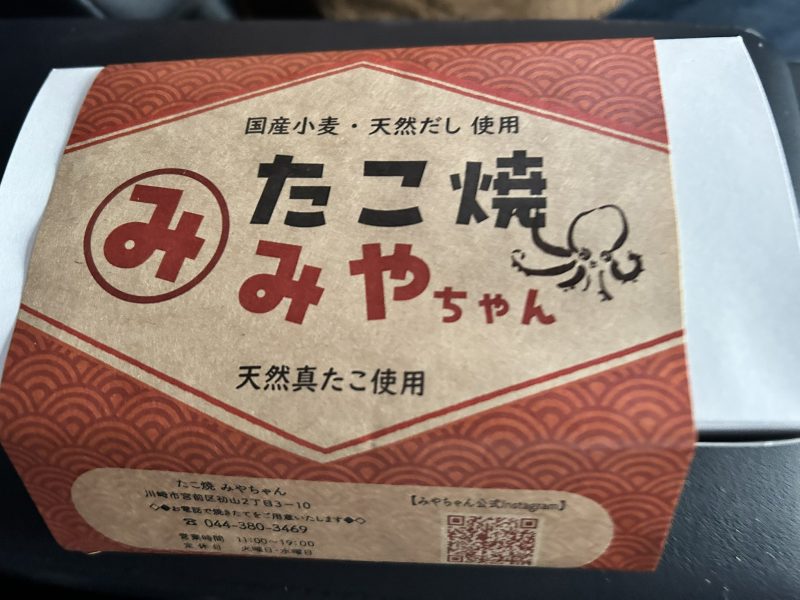 国産小麦・天然だし 使用
たこ焼
み
みやちゃん
天然真たこ使用
たこ焼 みやちゃん
川崎市宮前区初山2丁目3-10
◇◆お電話で焼きたてをご用意いたします◆◇
☎ 044-380-3469
営業時間 11:00~19:00
定休日 火曜日・水曜日
【みやちゃん公式Instagram】